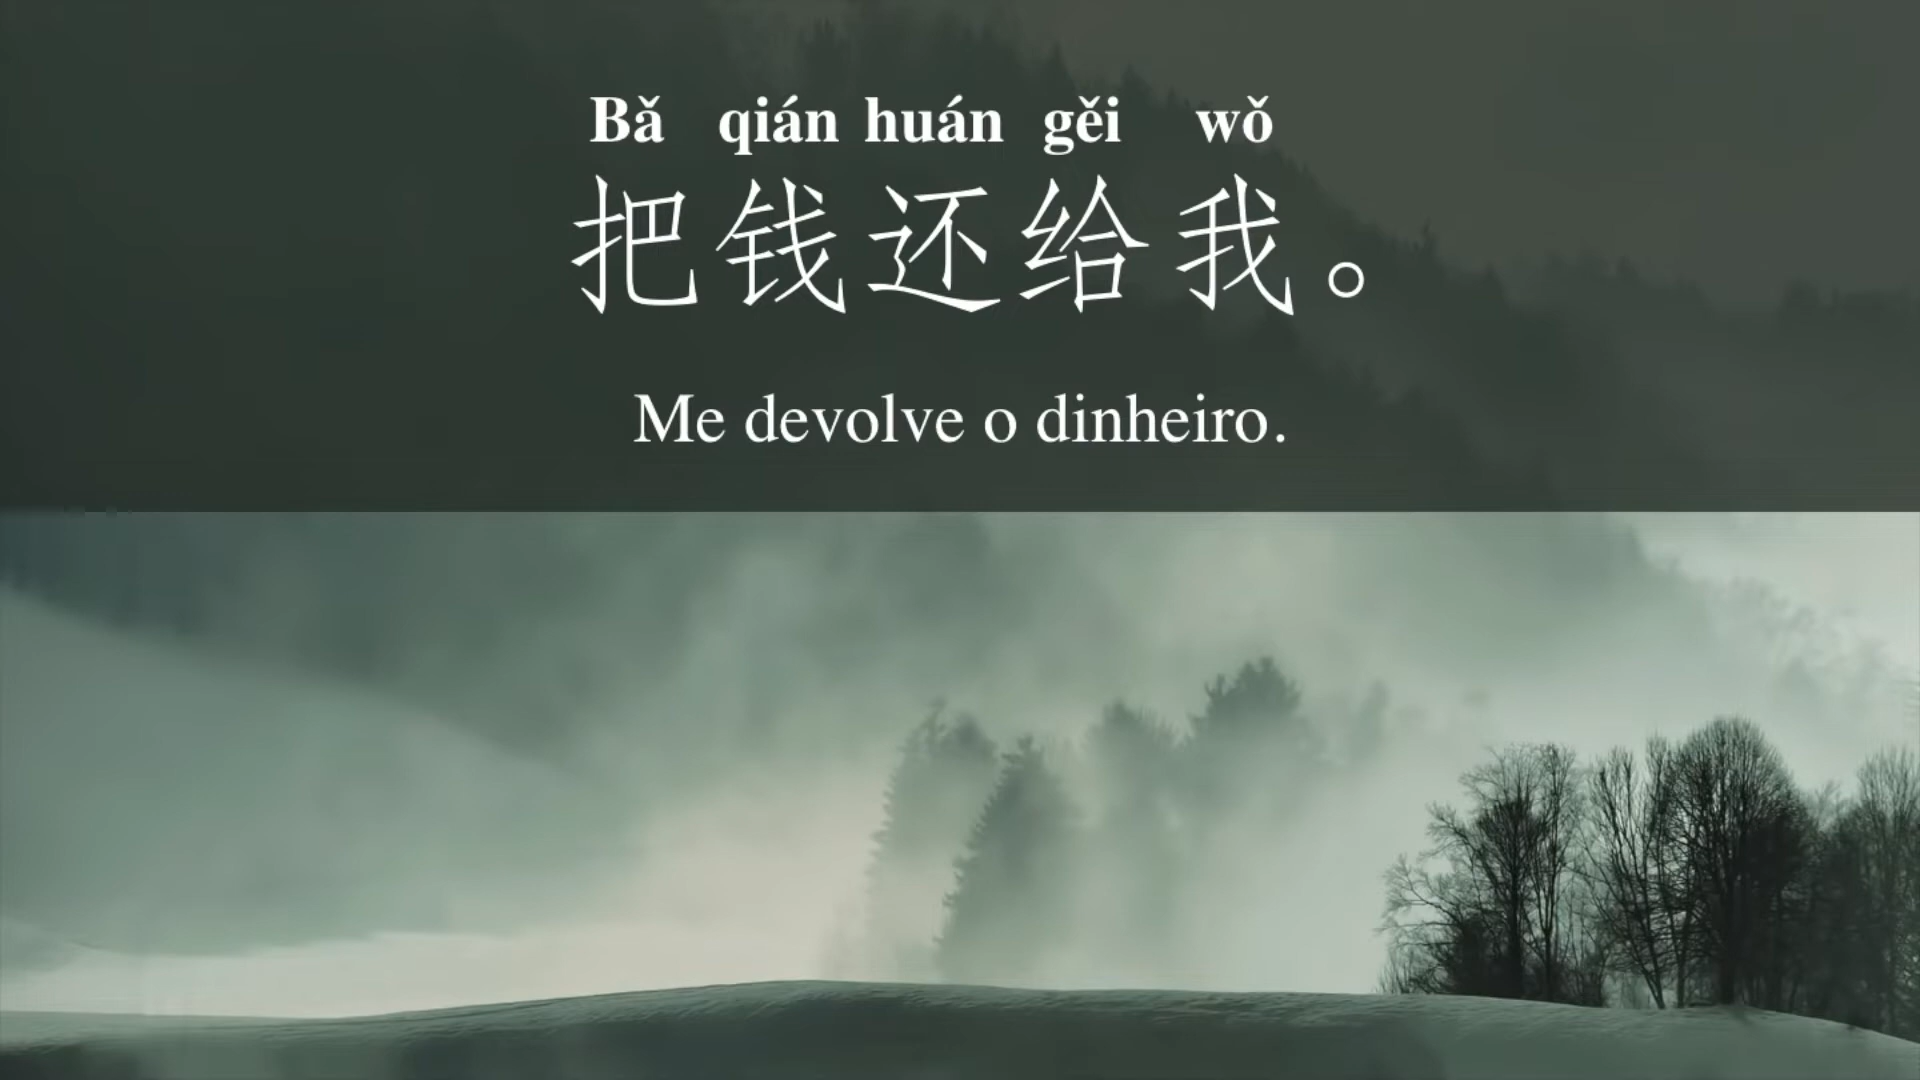 Bǎ qián huán gěi wǒ
把钱还给我。
Me devolve o dinheiro.